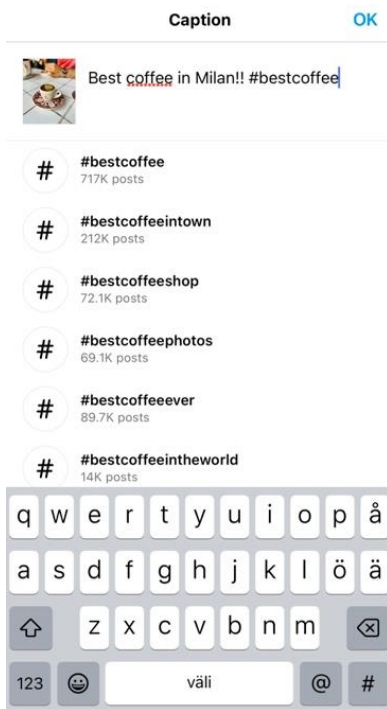 Caption OK
Best coffee in Milan!! #bestcoffee
#
#bestcoffee
717K posts
#
#bestcoffeeintown
212K posts
#
#bestcoffeeshop
72.1K posts
#
#bestcoffeephotos
69.1K posts
#
#bestcoffeeever
89.7K posts
#
#bestcoffeeintheworld
14K posts
q w e r t y u i o p å
a s d f g h j k l ö ä
z x c v b n m
123 väli @ #